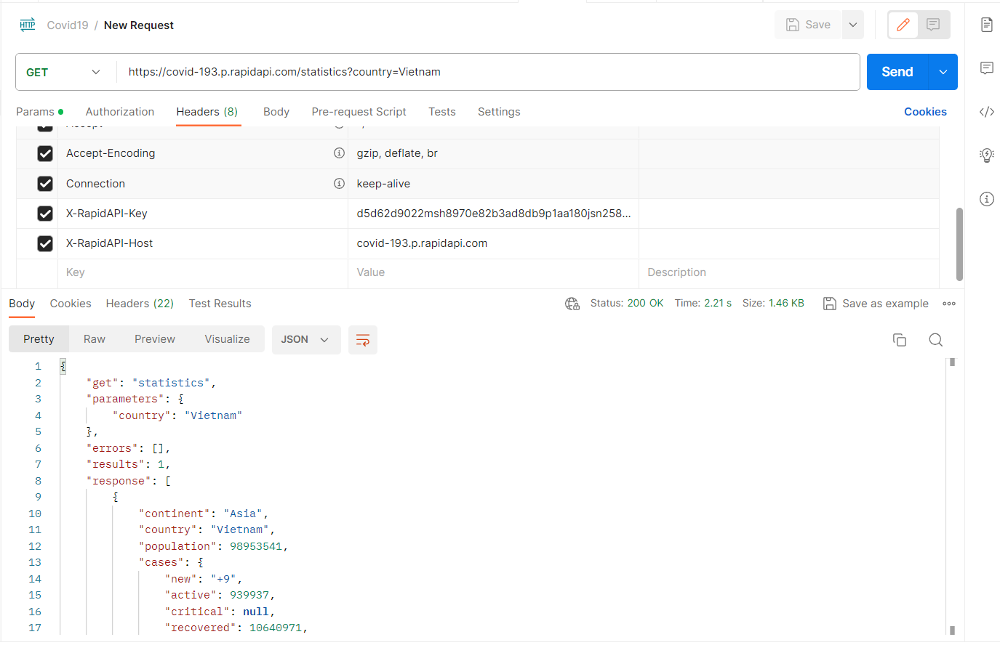 HTTP Covid19 / New Request Save
GET https://covid-193.p.rapidapi.com/statistics?country=Vietnam Send
Params Authorization Headers (8) Body Pre-request Script Tests Settings Cookies
Accept-Encoding gzip, deflate, br
Connection keep-alive
X-RapidAPI-Key d5d62d9022msh8970e82b3ad8db9p1aa180jsn258...
X-RapidAPI-Host covid-193.p.rapidapi.com
Key Value Description
Body Cookies Headers (22) Test Results Status: 200 OK Time: 2.21 s Size: 1.46 KB Save as example
Pretty Raw Preview Visualize JSON
1 {
2 "get": "statistics",
3 "parameters": {
4 "country": "Vietnam"
5 },
6 "errors": [],
7 "results": 1,
8 "response": [
9 {
10 "continent": "Asia",
11 "country": "Vietnam",
12 "population": 98953541,
13 "cases": {
14 "new": "+9",
15 "active": 939937,
16 "critical": null,
17 "recovered": 10640971,